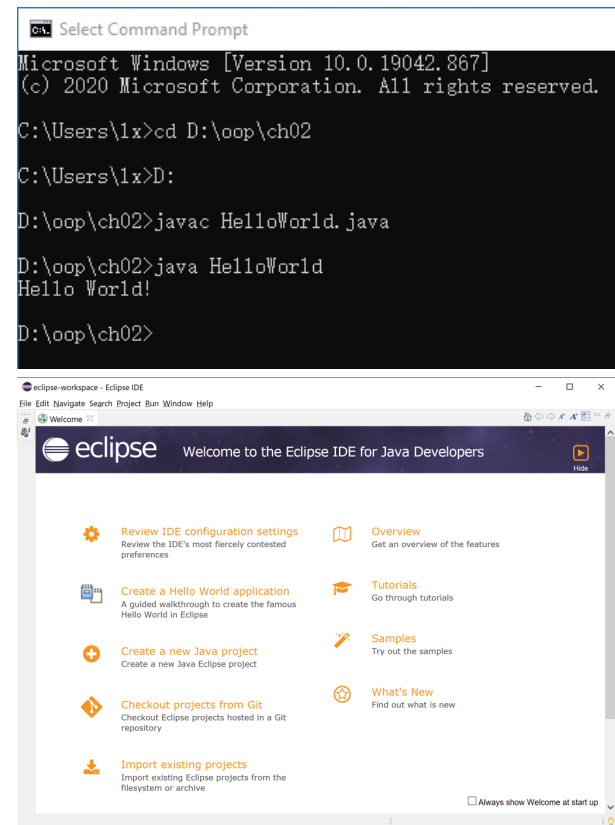 Select Command Prompt
Microsoft Windows [Version 10.0.19042.867]
(c) 2020 Microsoft Corporation. All rights reserved.
C:\Users\lx>cd D:\oop\ch02
C:\Users\lx>D:
D:\oop\ch02>javac HelloWorld.java
D:\oop\ch02>java HelloWorld
Hello World!
D:\oop\ch02>
eclipse-workspace - Eclipse IDE
File Edit Navigate Search Project Run Window Help
Welcome
eclipse Welcome to the Eclipse IDE for Java Developers
Hide
Review IDE configuration settings
Review the IDE's most fiercely contested
preferences
Overview
Get an overview of the features
Create a Hello World application
A guided walkthrough to create the famous
Hello World in Eclipse
Tutorials
Go through tutorials
Create a new Java project
Create a new Java Eclipse project
Samples
Try out the samples
Checkout projects from Git
Checkout Eclipse projects hosted in a Git
repository
What's New
Find out what is new
Import existing projects
Import existing Eclipse projects from the
filesystem or archive
Always show Welcome at start up